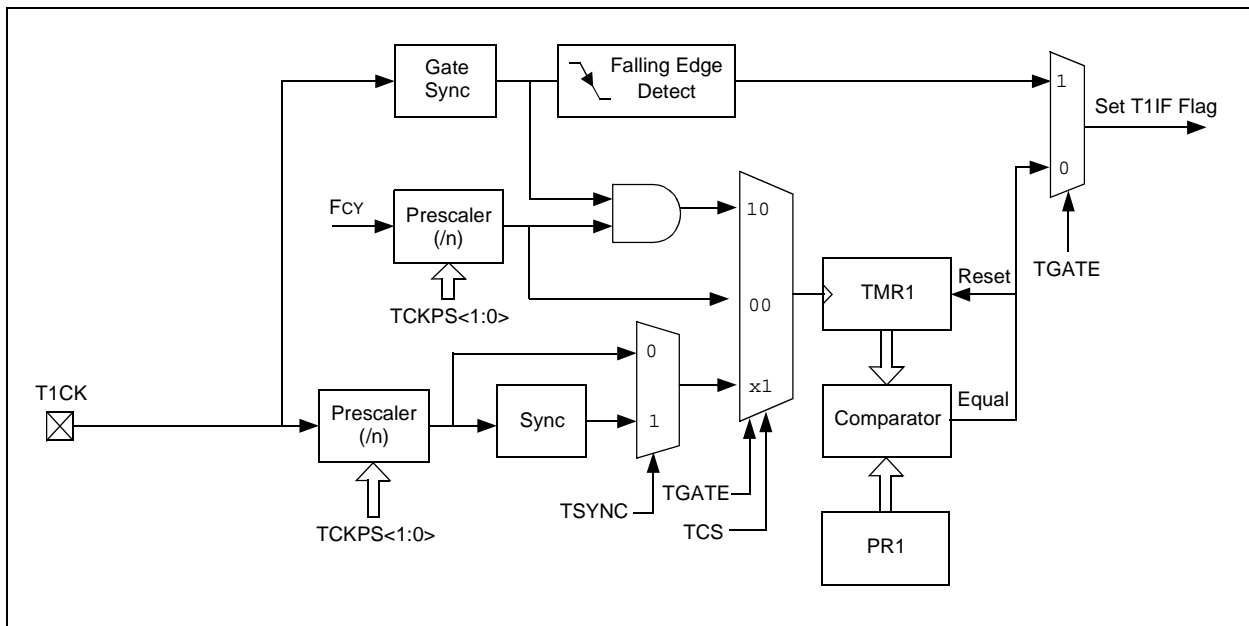 Gate
Sync
Falling Edge
Detect
1
Set T1IF Flag
0
TGATE
FCY
Prescaler
(/n)
TCKPS<1:0>
10
00
x1
TMR1
Reset
T1CK
Prescaler
(/n)
TCKPS<1:0>
Sync
0
1
TSYNC
TGATE
TCS
Comparator
Equal
PR1